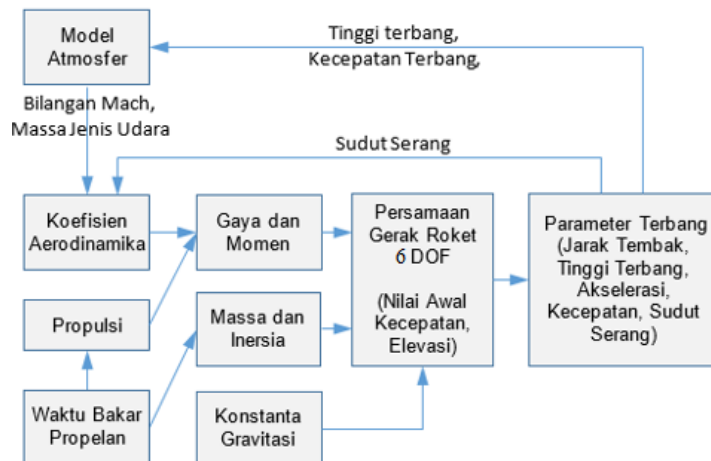 Model
Atmosfer
Tinggi terbang,
Kecepatan Terbang,
Bilangan Mach,
Massa Jenis Udara
Sudut Serang
Koefisien
Aerodinamika
Gaya dan
Momen
Persamaan
Gerak Roket
6 DOF
(Nilai Awal
Kecepatan,
Elevasi)
Parameter Terbang
(Jarak Tembak,
Tinggi Terbang,
Akselerasi,
Kecepatan, Sudut
Serang)
Propulsi
Massa dan
Inersia
Waktu Bakar
Propelan
Konstanta
Gravitasi